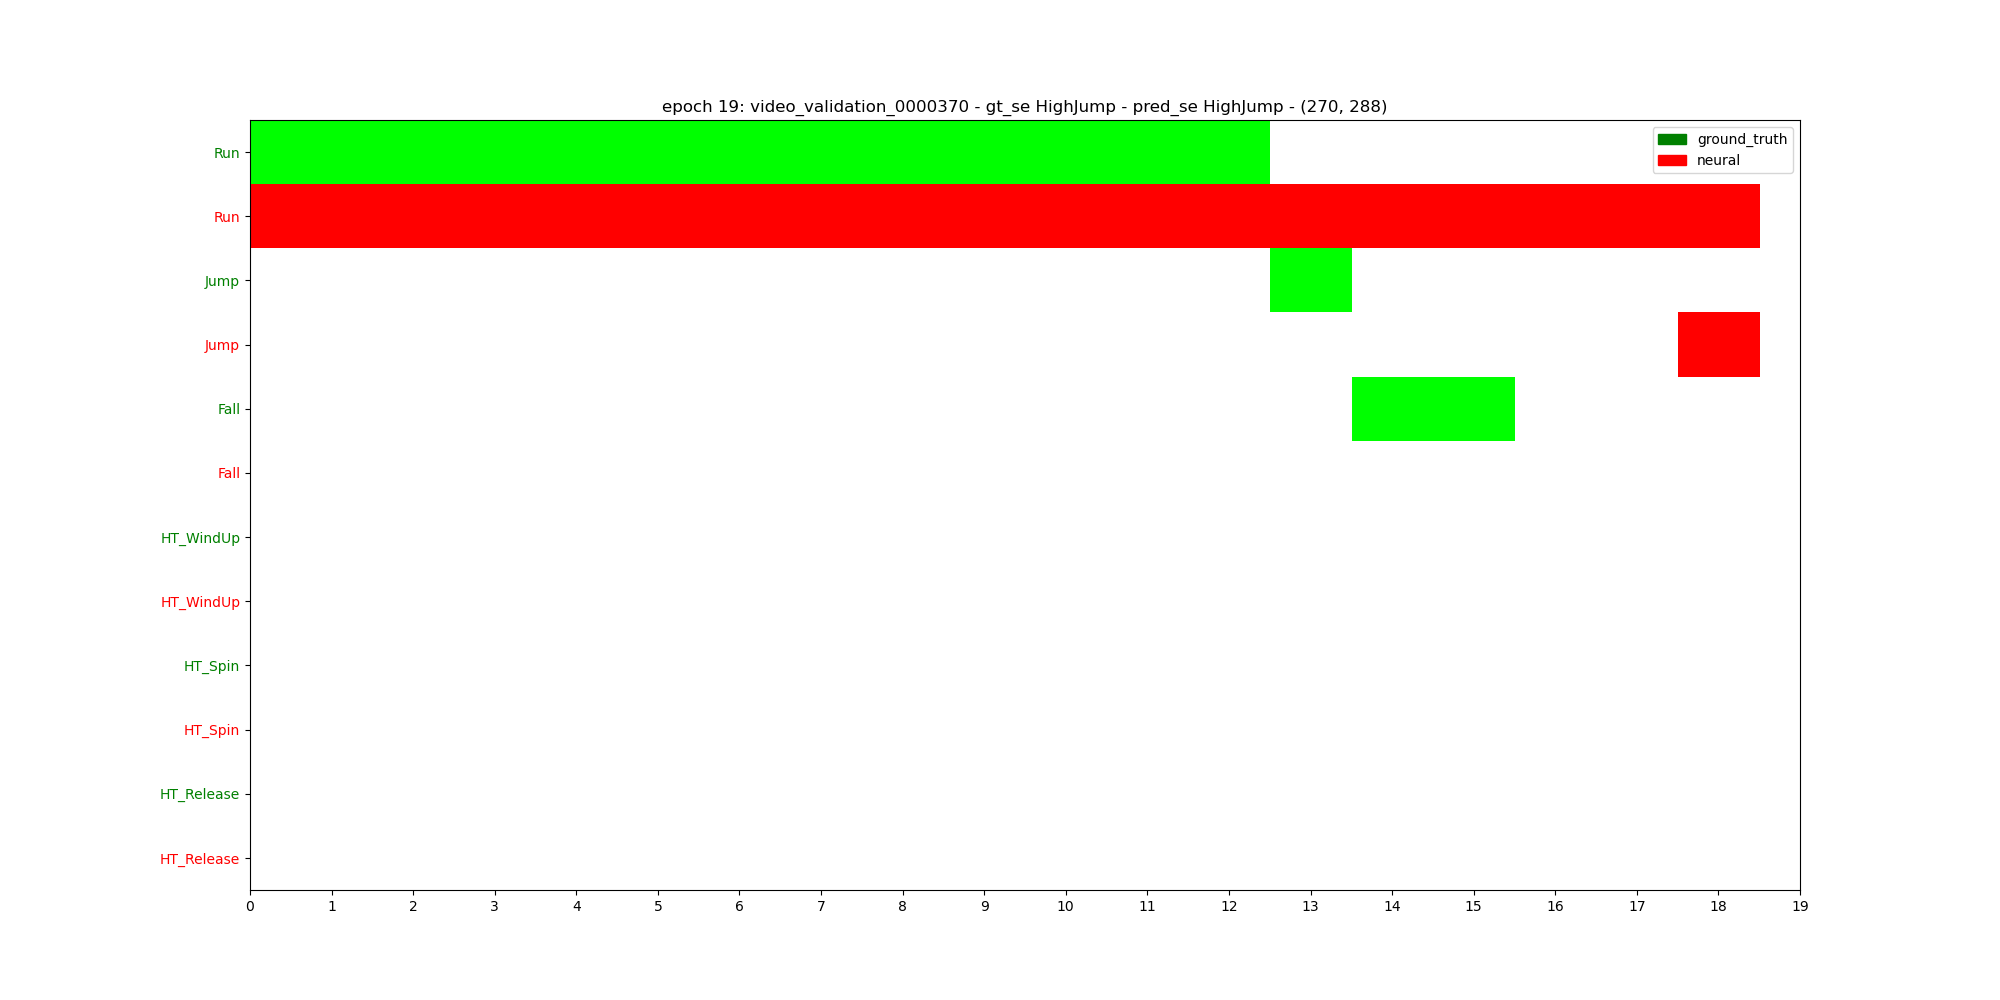 epoch 19: video_validation_0000370 - gt_se HighJump - pred_se HighJump - (270, 288)
ground_truth
neural
Run
Run
Jump
Jump
Fall
Fall
HT_WindUp
HT_WindUp
HT_Spin
HT_Spin
HT_Release
HT_Release
0 1 2 3 4 5 6 7 8 9 10 11 12 13 14 15 16 17 18 19